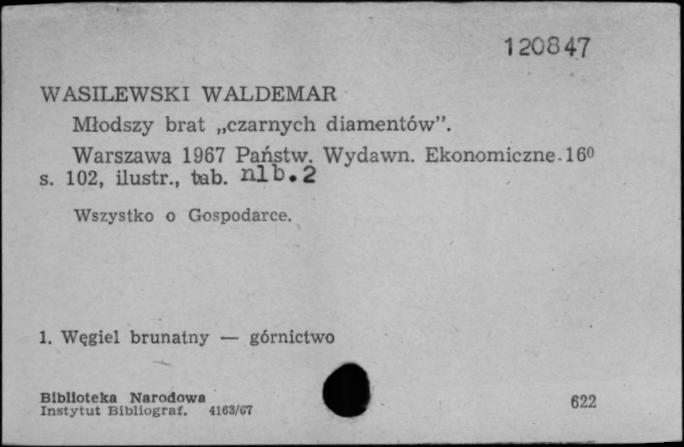 120847
WASILEWSKI WALDEMAR
Młodszy brat „czarnych diamentów”.
Warszawa 1967 Państw. Wydawn. Ekonomiczne.16⁰
s. 102, ilustr., tab. nlb.2
Wszystko o Gospodarce.
1. Węgiel brunatny — górnictwo
Biblioteka Narodowa
Instytut Bibliograf. 4163/67
622